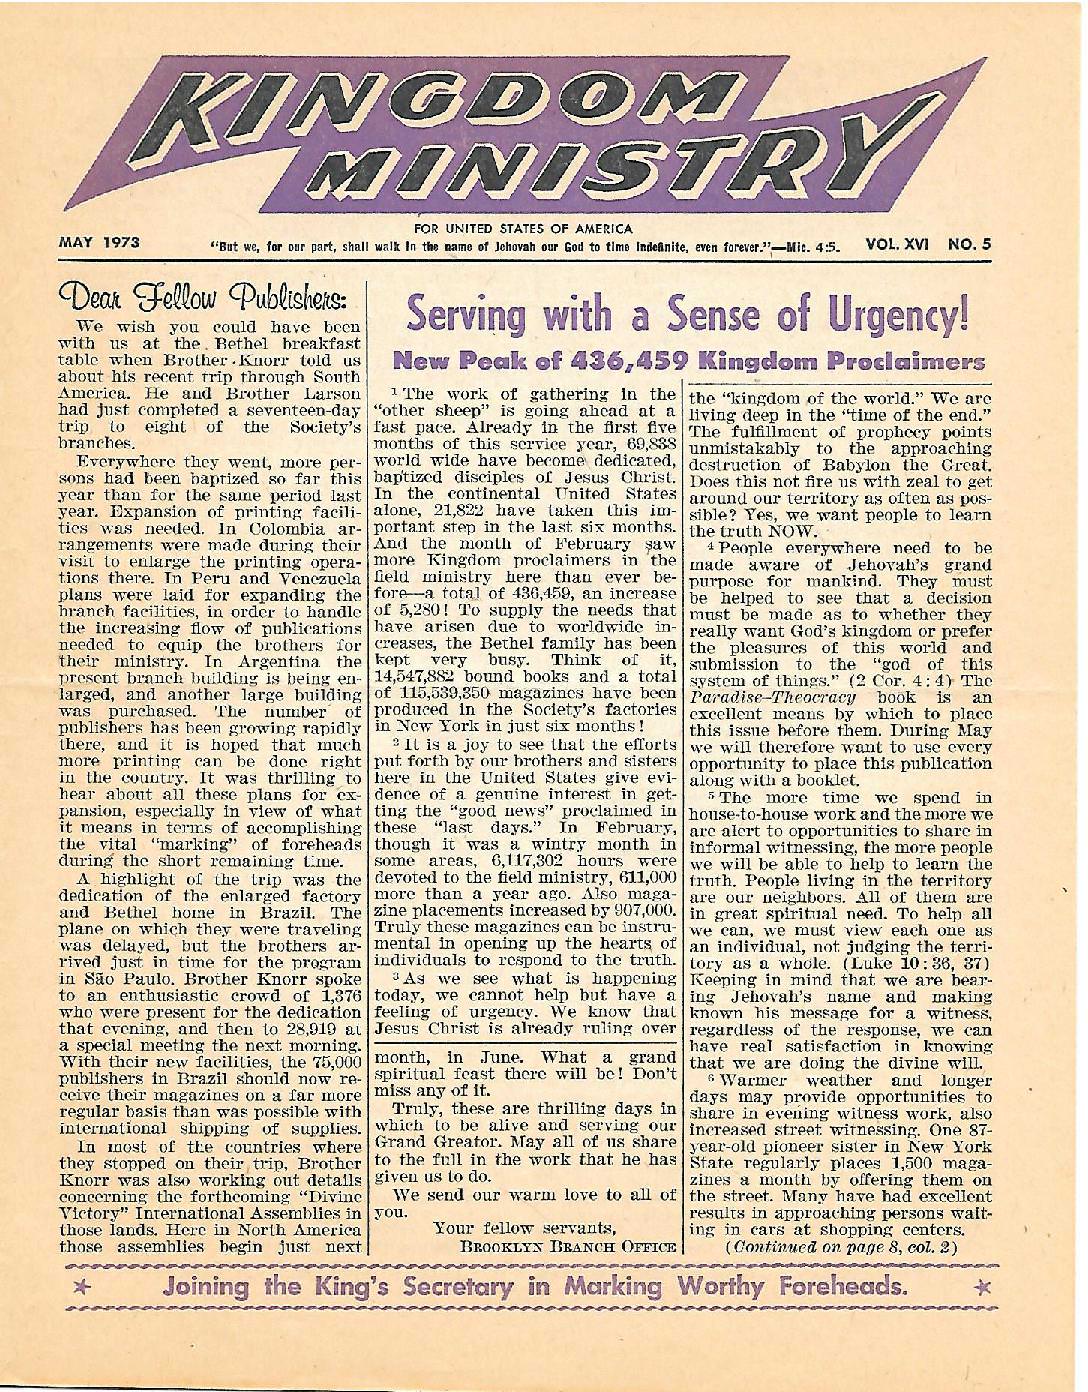 KINGDOM
MINISTRY
FOR UNITED STATES OF AMERICA
MAY 1973
"But we, for our part, shall walk in the name of Jehovah our God to time indefinite, even forever."—Mic. 4:5.
VOL. XVI NO. 5
Dear Fellow Publishers:
We wish you could have been
with us at the Bethel breakfast
table when Brother Knorr told us
about his recent trip through South
America. He and Brother Larson
had just completed a seventeen-day
trip to eight of the Society's
branches.
Everywhere they went, more per-
sons had been baptized so far this
year than for the same period last
year. Expansion of printing facili-
ties was needed. In Colombia ar-
rangements were made during their
visit to enlarge the printing opera-
tions there. In Peru and Venezuela
plans were laid for expanding the
branch facilities, in order to handle
the increasing flow of publications
needed to equip the brothers for
their ministry. In Argentina the
present branch building is being en-
larged, and another large building
was purchased. The number of
publishers has been growing rapidly
there, and it is hoped that much
more printing can be done right
in the country. It was thrilling to
hear about all these plans for ex-
pansion, especially in view of what
it means in terms of accomplishing
the vital "marking" of foreheads
during the short remaining time.
A highlight of the trip was the
dedication of the enlarged factory
and Bethel home in Brazil. The
plane on which they were traveling
was delayed, but the brothers ar-
rived just in time for the program
in São Paulo. Brother Knorr spoke
to an enthusiastic crowd of 1,376
who were present for the dedication
that evening, and then to 28,919 at
a special meeting the next morning.
With their new facilities, the 75,000
publishers in Brazil should now re-
ceive their magazines on a far more
regular basis than was possible with
international shipping of supplies.
In most of the countries where
they stopped on their trip, Brother
Knorr was also working out details
concerning the forthcoming "Divine
Victory" International Assemblies in
those lands. Here in North America
those assemblies begin just next
month, in June. What a grand
spiritual feast there will be! Don't
miss any of it.
Truly, these are thrilling days in
which to be alive and serving our
Grand Greator. May all of us share
to the full in the work that he has
given us to do.
We send our warm love to all of
you.
Your fellow servants,
BROOKLYN BRANCH OFFICE
Serving with a Sense of Urgency!
New Peak of 436,459 Kingdom Proclaimers
1 The work of gathering in the
"other sheep" is going ahead at a
fast pace. Already in the first five
months of this service year, 69,838
world wide have become dedicated,
baptized disciples of Jesus Christ.
In the continental United States
alone, 21,822 have taken this im-
portant step in the last six months.
And the month of February saw
more Kingdom proclaimers in the
field ministry here than ever be-
fore—a total of 436,459, an increase
of 5,280! To supply the needs that
have arisen due to worldwide in-
creases, the Bethel family has been
kept very busy. Think of it,
14,547,882 bound books and a total
of 115,539,350 magazines have been
produced in the Society's factories
in New York in just six months!
2 It is a joy to see that the efforts
put forth by our brothers and sisters
here in the United States give evi-
dence of a genuine interest in get-
ting the "good news" proclaimed in
these "last days." In February,
though it was a wintry month in
some areas, 6,117,302 hours were
devoted to the field ministry, 611,000
more than a year ago. Also maga-
zine placements increased by 907,000.
Truly these magazines can be instru-
mental in opening up the hearts of
individuals to respond to the truth.
3 As we see what is happening
today, we cannot help but have a
feeling of urgency. We know that
Jesus Christ is already ruling over
the "kingdom of the world." We are
living deep in the "time of the end."
The fulfillment of prophecy points
unmistakably to the approaching
destruction of Babylon the Great.
Does this not fire us with zeal to get
around our territory as often as pos-
sible? Yes, we want people to learn
the truth NOW.
4 People everywhere need to be
made aware of Jehovah's grand
purpose for mankind. They must
be helped to see that a decision
must be made as to whether they
really want God's kingdom or prefer
the pleasures of this world and
submission to the "god of this
system of things." (2 Cor. 4:4) The
Paradise–Theocracy book is an
excellent means by which to place
this issue before them. During May
we will therefore want to use every
opportunity to place this publication
along with a booklet.
5 The more time we spend in
house-to-house work and the more we
are alert to opportunities to share in
informal witnessing, the more people
we will be able to help to learn the
truth. People living in the territory
are our neighbors. All of them are
in great spiritual need. To help all
we can, we must view each one as
an individual, not judging the terri-
tory as a whole. (Luke 10:36, 37)
Keeping in mind that we are bear-
ing Jehovah's name and making
known his message for a witness,
regardless of the response, we can
have real satisfaction in knowing
that we are doing the divine will.
6 Warmer weather and longer
days may provide opportunities to
share in evening witness work, also
increased street witnessing. One 87-
year-old pioneer sister in New York
State regularly places 1,500 maga-
zines a month by offering them on
the street. Many have had excellent
results in approaching persons wait-
ing in cars at shopping centers.
(Continued on page 8, col. 2)
Joining the King's Secretary in Marking Worthy Foreheads.